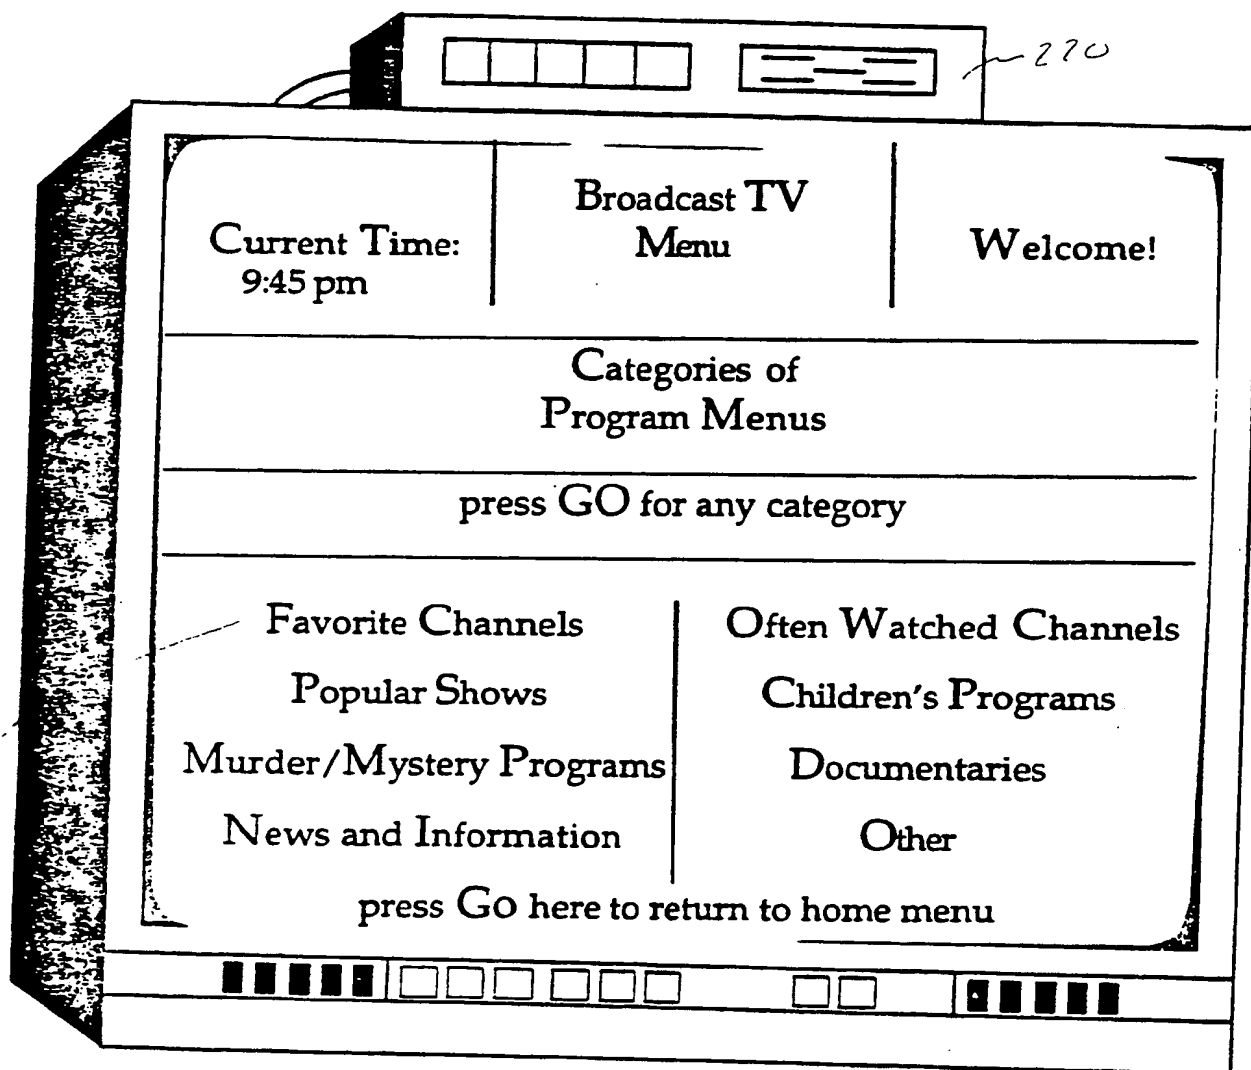 220
Broadcast TV
Menu
Current Time:
9:45 pm
Welcome!
Categories of
Program Menus
press GO for any category
Favorite Channels
Often Watched Channels
Popular Shows
Children's Programs
Murder/Mystery Programs
Documentaries
News and Information
Other
press Go here to return to home menu